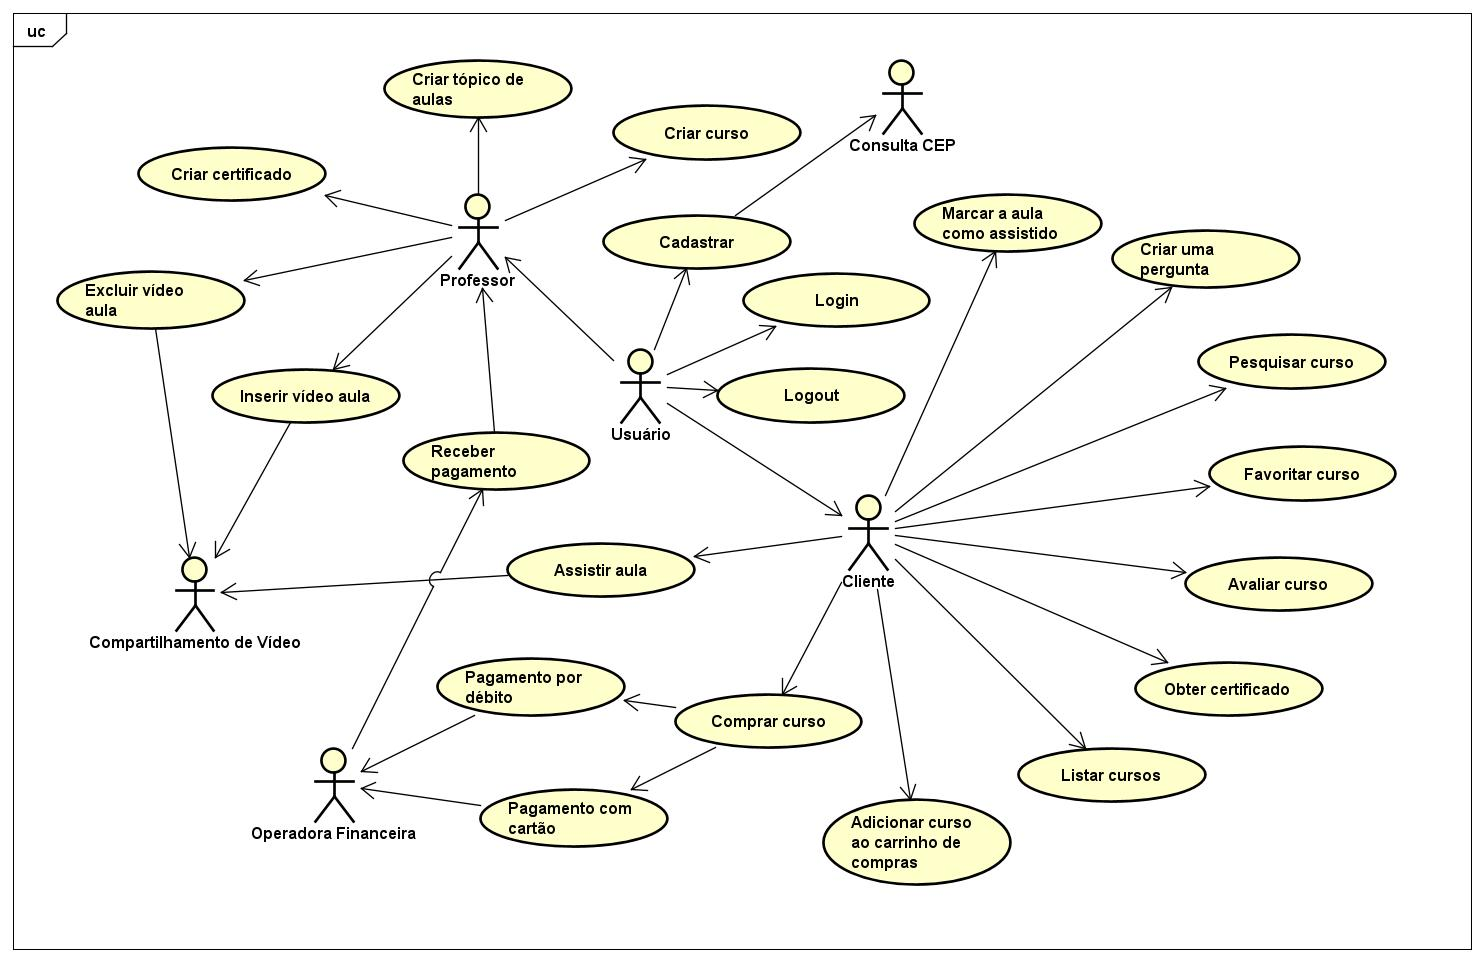 uc
Criar tópico de
aulas
Criar curso
Consulta CEP
Criar certificado
Professor
Cadastrar
Marcar a aula
como assistido
Criar uma
pergunta
Excluir vídeo
aula
Login
Pesquisar curso
Inserir vídeo aula
Logout
Usuário
Receber
pagamento
Favoritar curso
Assistir aula
Cliente
Avaliar curso
Compartilhamento de Vídeo
Pagamento por
débito
Comprar curso
Obter certificado
Listar cursos
Operadora Financeira
Pagamento com
cartão
Adicionar curso
ao carrinho de
compras